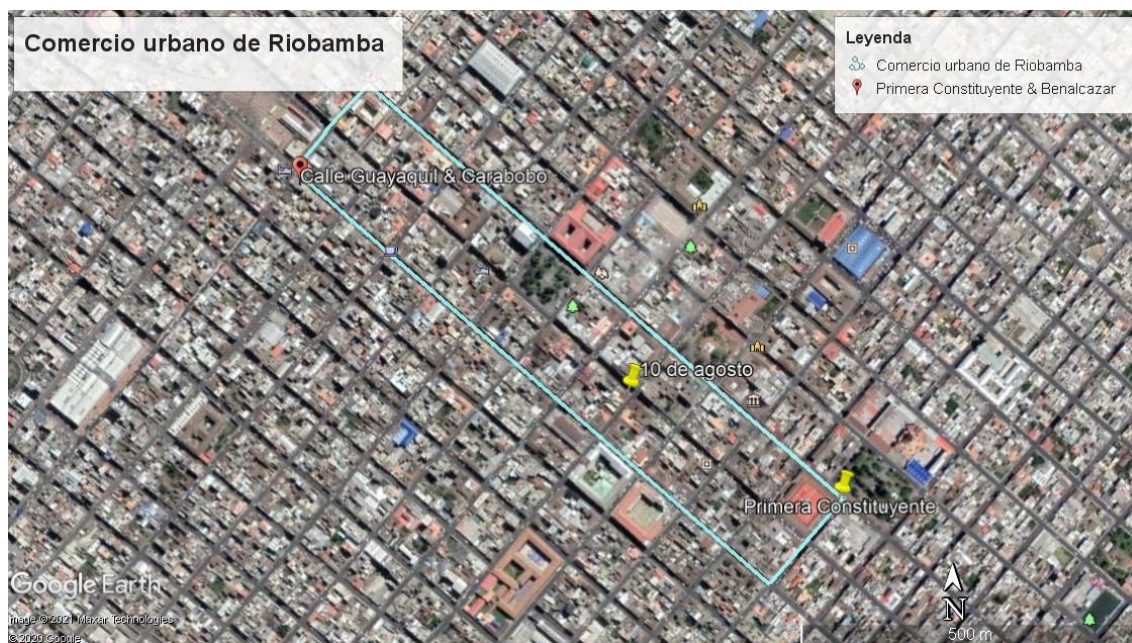 Comercio urbano de Riobamba
Leyenda
Comercio urbano de Riobamba
Primera Constituyente & Benalcazar
Calle Guayaquil & Carabobo
10 de agosto
Primera Constituyente
Google Earth
Image © 2021 Maxar Technologies
© 2020 Google
N
500 m